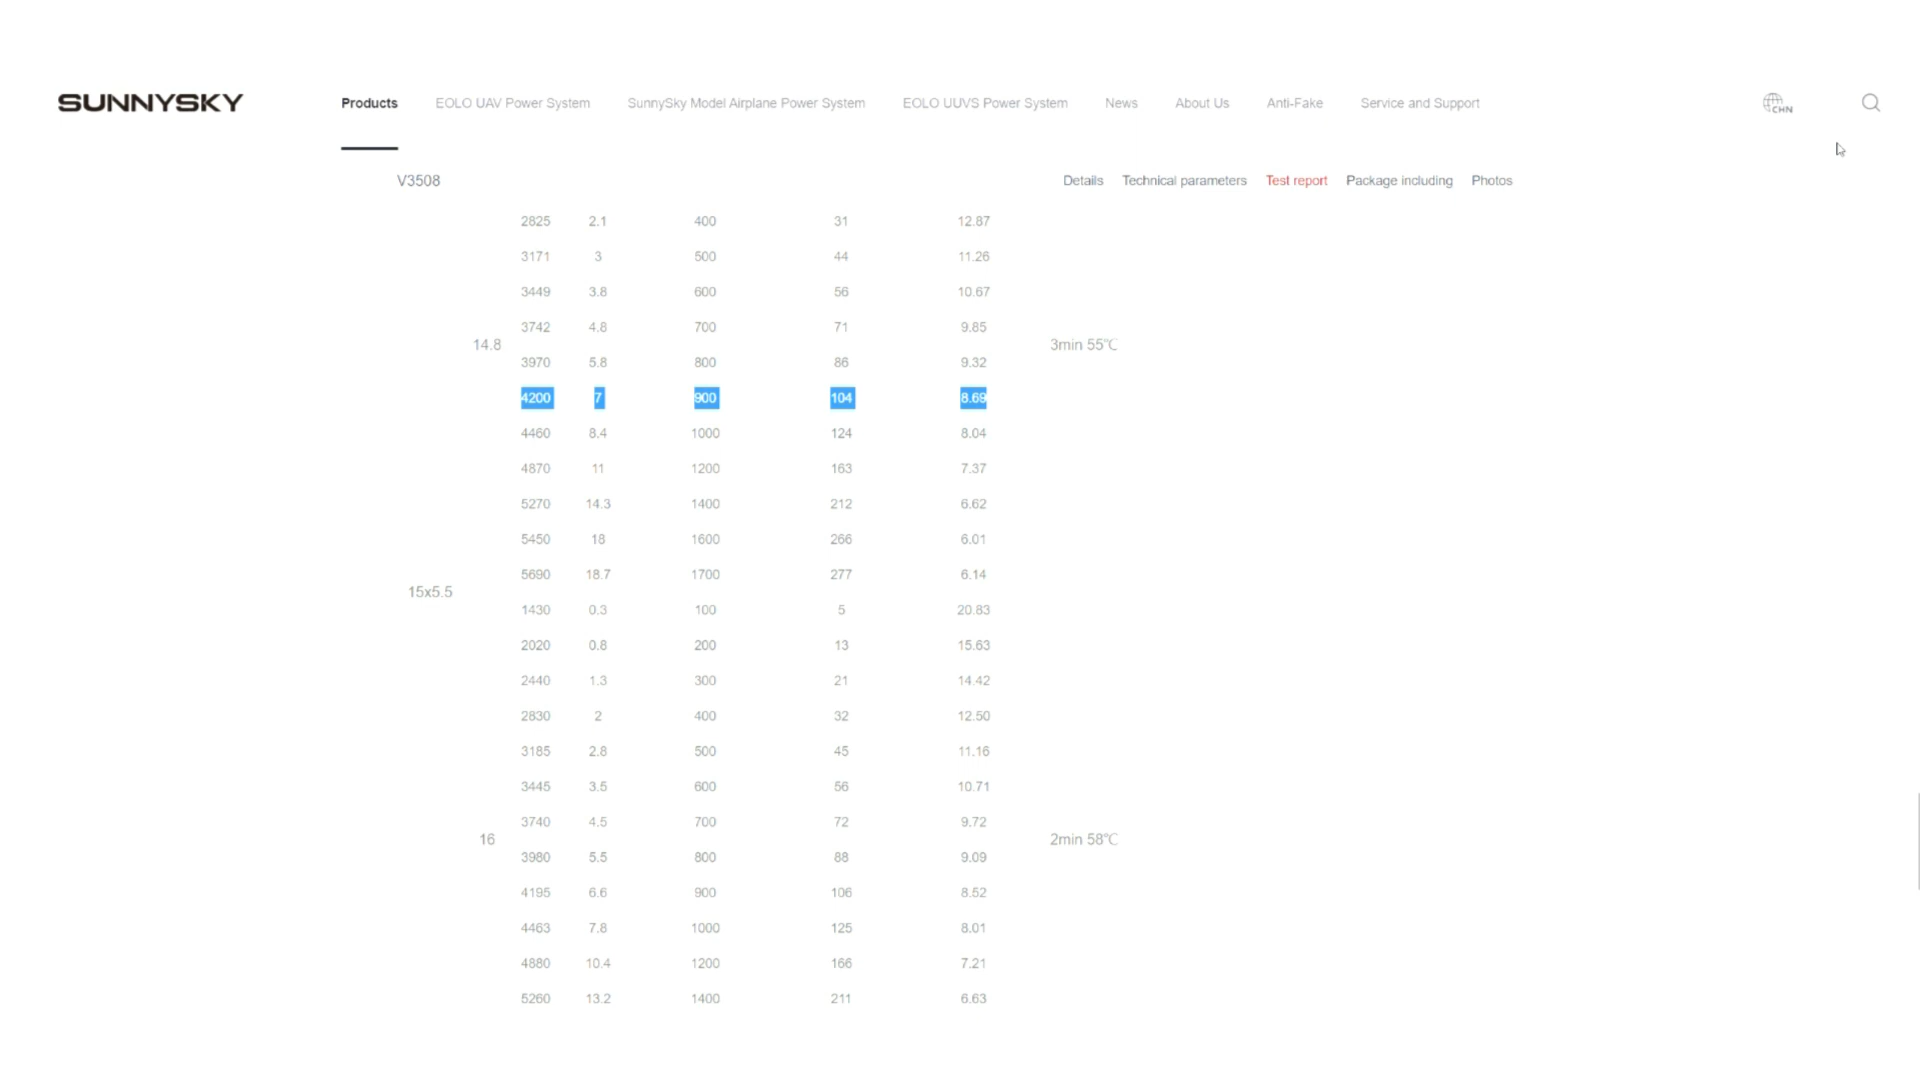 SUNNYSKY
Products EOLO UAV Power System SunnySky Model Airplane Power System EOLO UUVS Power System News About Us Anti-Fake Service and Support CHN
V3508 Details Technical parameters Test report Package including Photos
2825 2.1 400 31 12.87
3171 3 500 44 11.26
3449 3.8 600 56 10.67
3742 4.8 700 71 9.85
14.8 3min 55℃
3970 5.8 800 86 9.32
4200 7 900 104 8.69
4460 8.4 1000 124 8.04
4870 11 1200 163 7.37
5270 14.3 1400 212 6.62
5450 18 1600 266 6.01
5690 18.7 1700 277 6.14
15x5.5
1430 0.3 100 5 20.83
2020 0.8 200 13 15.63
2440 1.3 300 21 14.42
2830 2 400 32 12.50
3185 2.8 500 45 11.16
3445 3.5 600 56 10.71
3740 4.5 700 72 9.72
16 2min 58℃
3980 5.5 800 88 9.09
4195 6.6 900 106 8.52
4463 7.8 1000 125 8.01
4880 10.4 1200 166 7.21
5260 13.2 1400 211 6.63